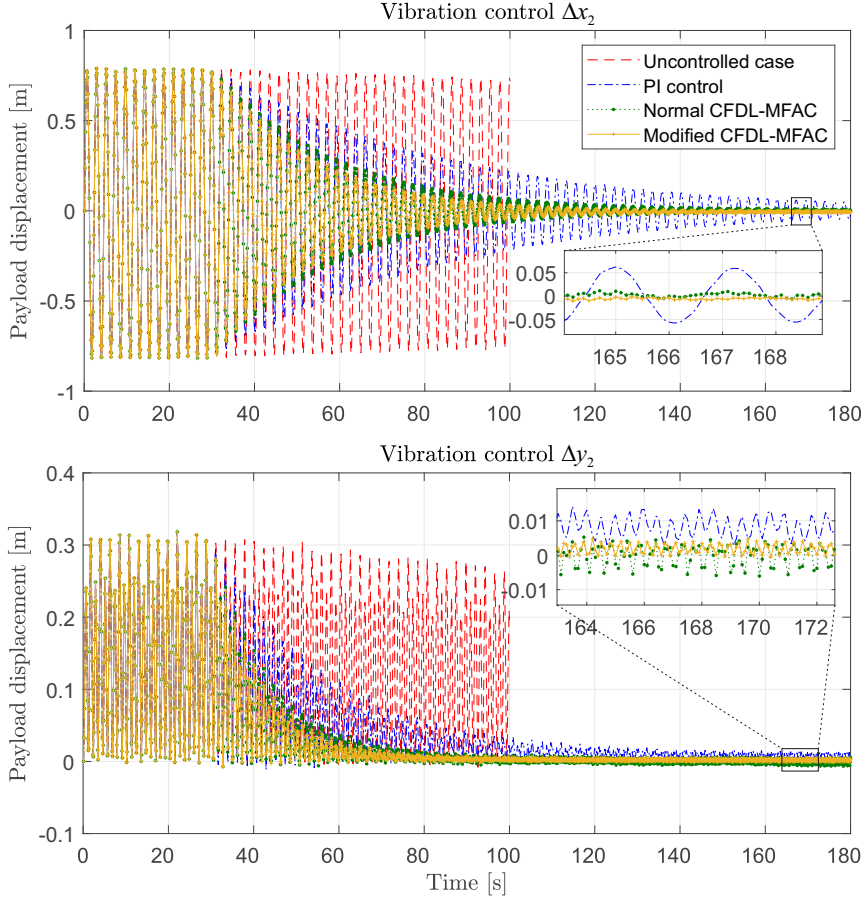 Vibration control Δx₂
Payload displacement [m]
1
0.5
0
-0.5
-1
Uncontrolled case
PI control
Normal CFDL-MFAC
Modified CFDL-MFAC
0.05
0
-0.05
165 166 167 168
0 20 40 60 80 100 120 140 160 180
Vibration control Δy₂
Payload displacement [m]
0.4
0.3
0.2
0.1
0
-0.1
0.01
0
-0.01
164 166 168 170 172
0 20 40 60 80 100 120 140 160 180
Time [s]